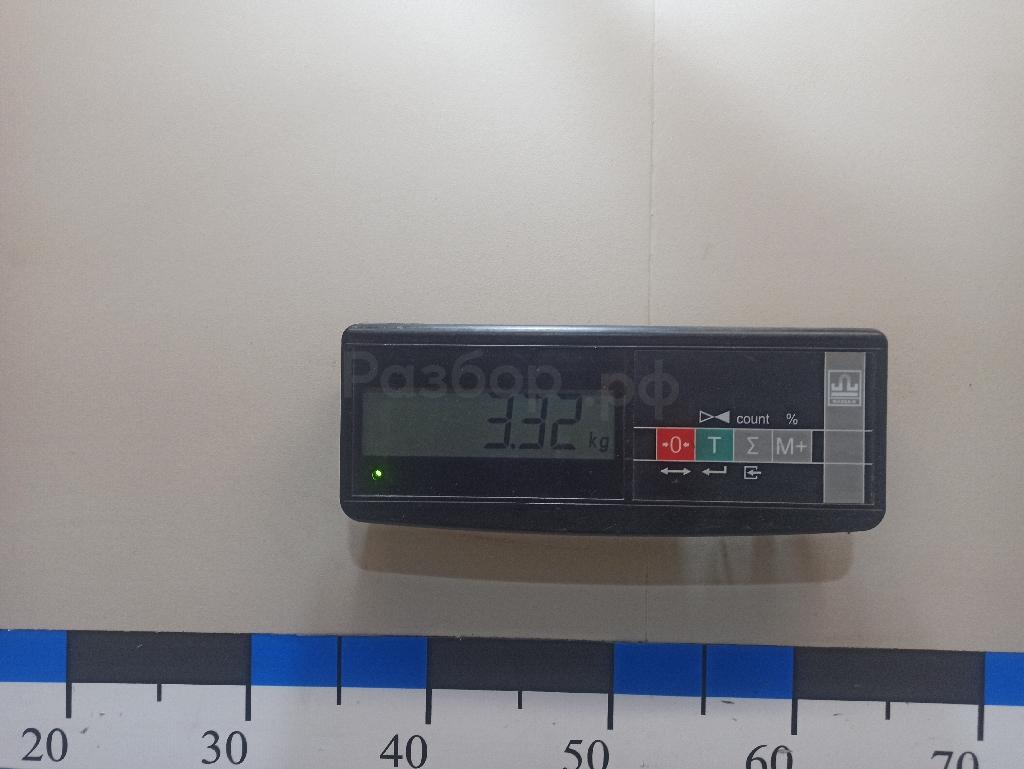 Разбор.рф
3.32 kg
count %
→0← T Σ M+
20 30 40 50 60 70